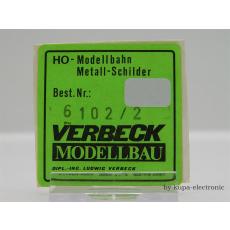 HO-Modellbahn
Metall-Schilder
Best.Nr.:
6102/2
VERBECK
MODELLBAU
DIPL.-ING. LUDWIG VERBECK
by kupa-electronic